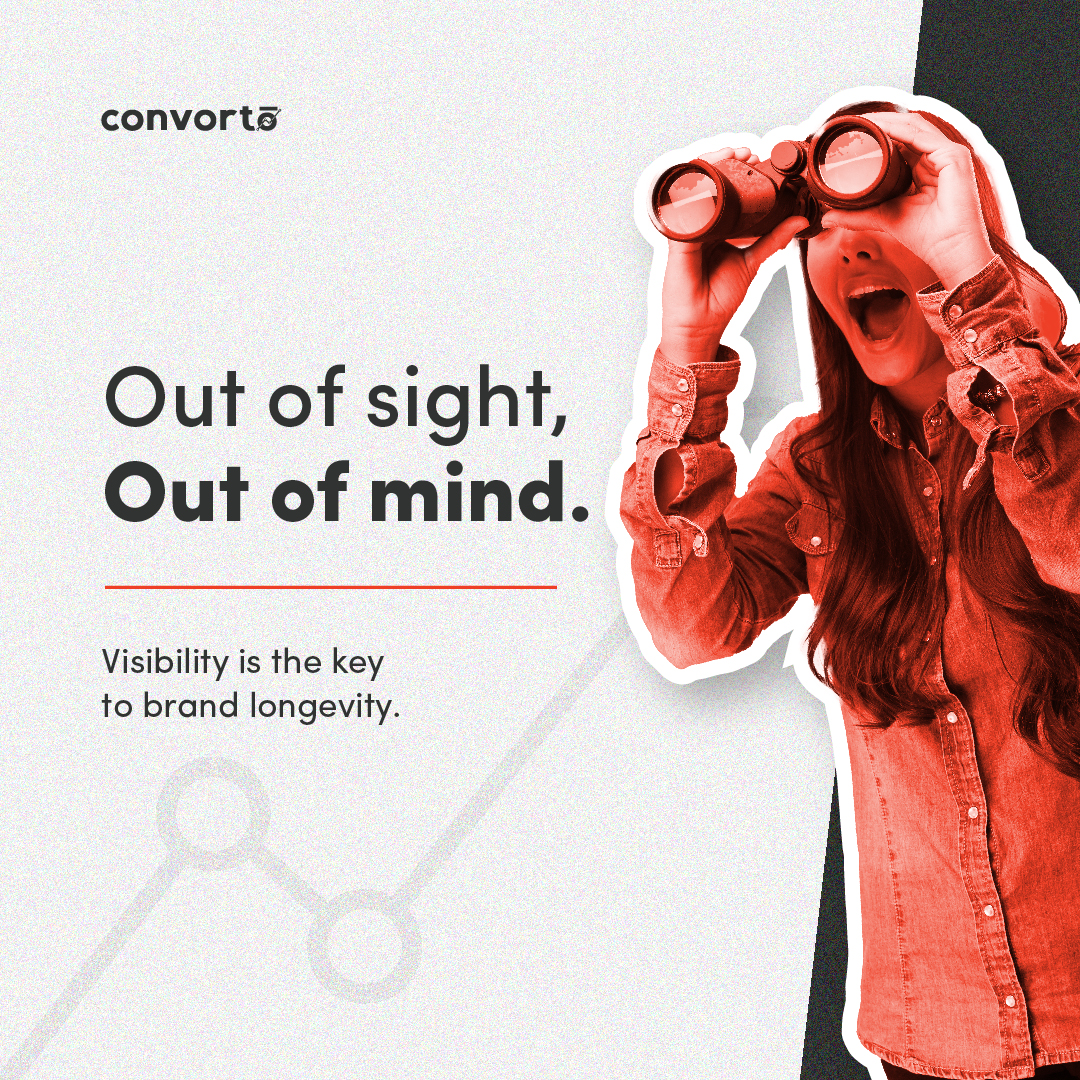 convorto
Out of sight,
Out of mind.
Visibility is the key
to brand longevity.